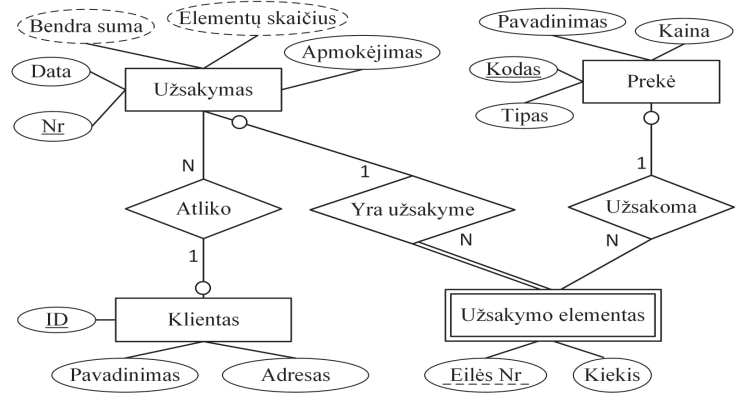 Bendra suma
Elementų skaičius
Pavadinimas
Kaina
Data
Užsakymas
Apmokėjimas
Kodas
Prekė
Nr
Tipas
N
1
1
Atliko
Yra užsakyme
Užsakoma
1
N
N
ID
Klientas
Užsakymo elementas
Pavadinimas
Adresas
Eilės Nr
Kiekis